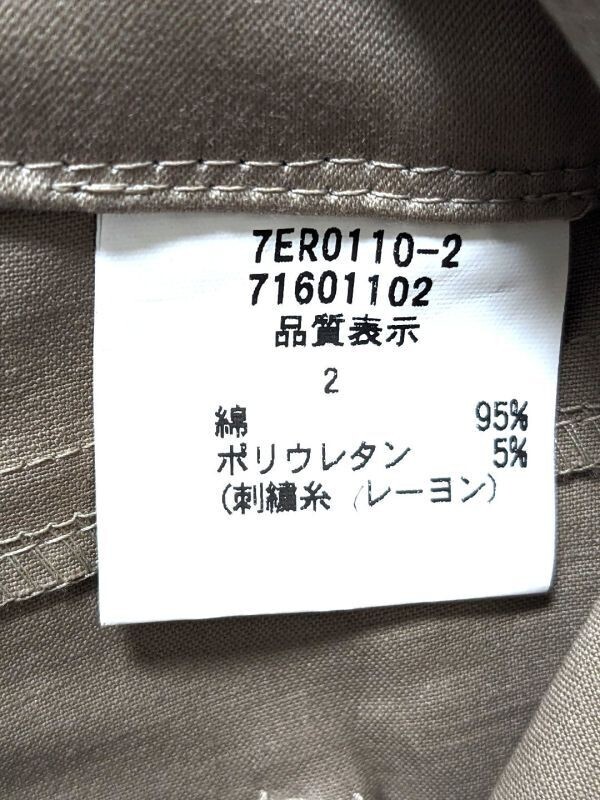 7ER0110-2
71601102
品質表示
2
綿 95%
ポリウレタン 5%
(刺繍糸 (レーヨン)